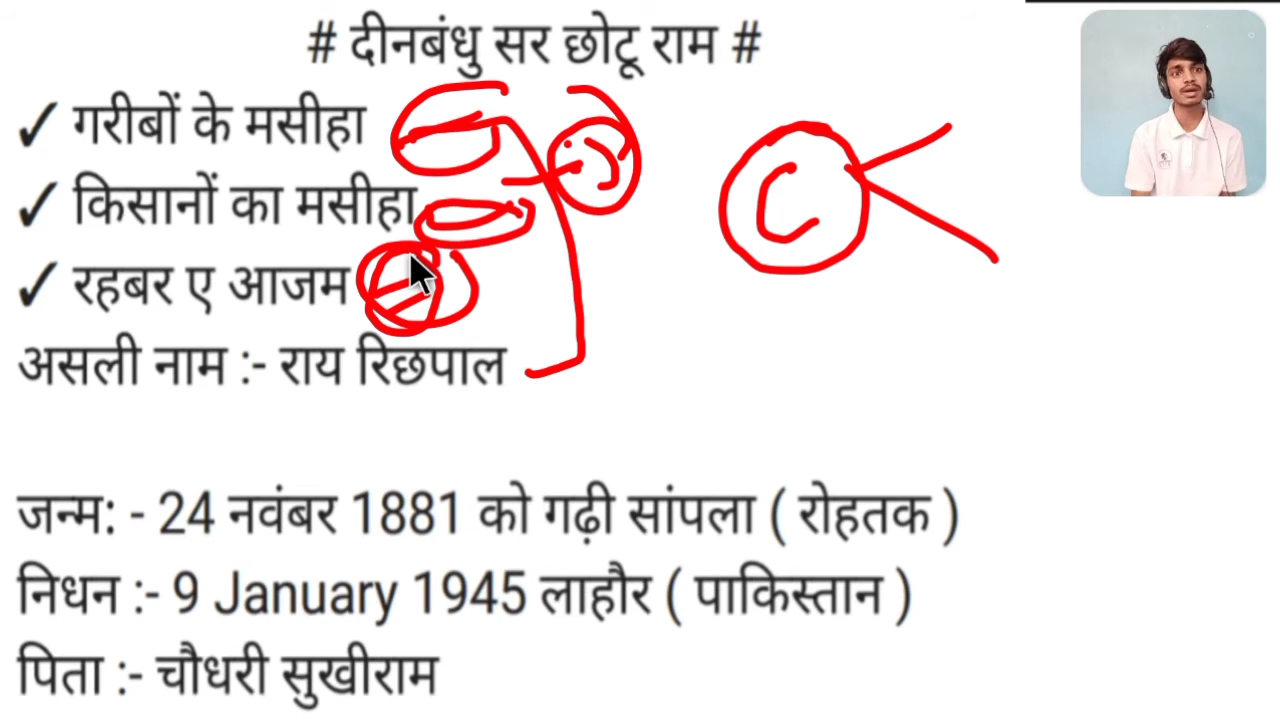 # दीनबंधु सर छोटू राम #
✓ गरीबों के मसीहा
✓ किसानों का मसीहा
✓ रहबर ए आजम
असली नाम :- राय रिछपाल
जन्म: - 24 नवंबर 1881 को गढ़ी सांपला ( रोहतक )
निधन :- 9 January 1945 लाहौर ( पाकिस्तान )
पिता :- चौधरी सुखीराम